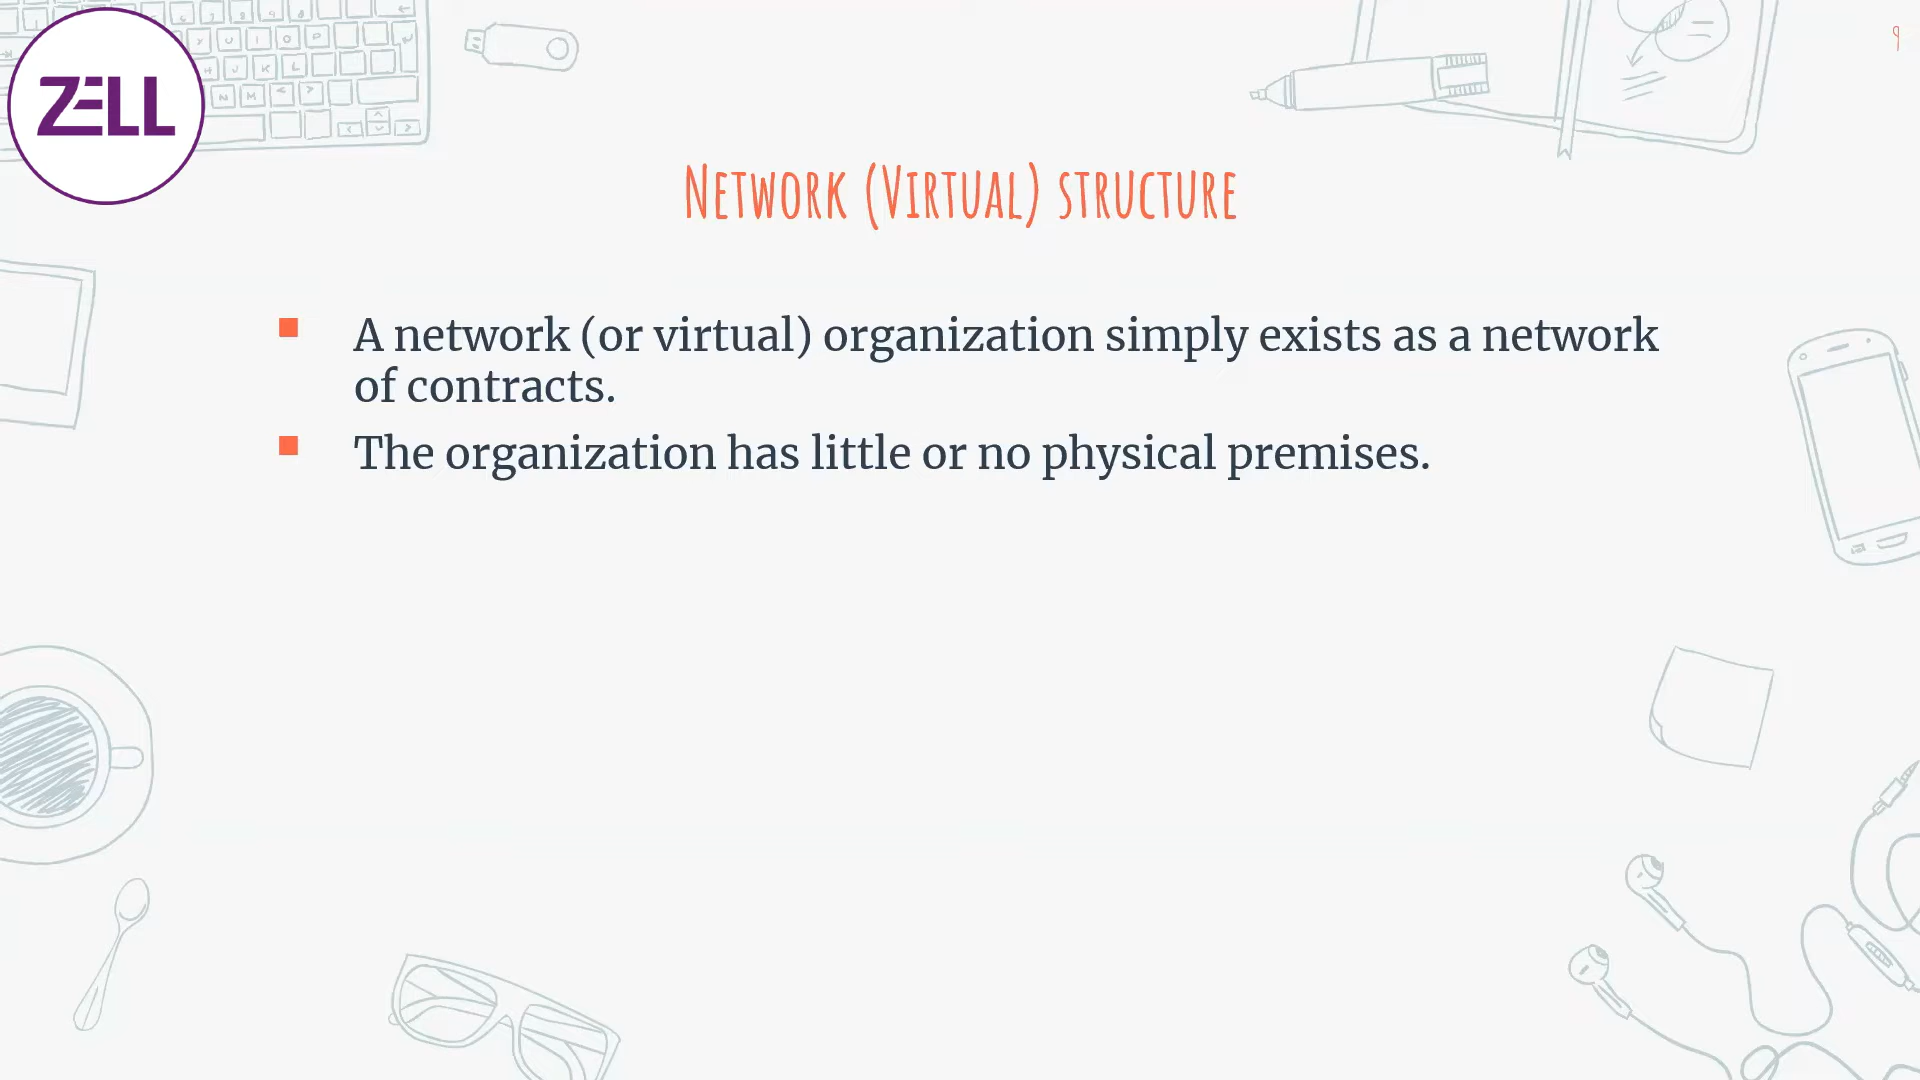 ZELL
9
Network (Virtual) structure
A network (or virtual) organization simply exists as a network
of contracts.
The organization has little or no physical premises.